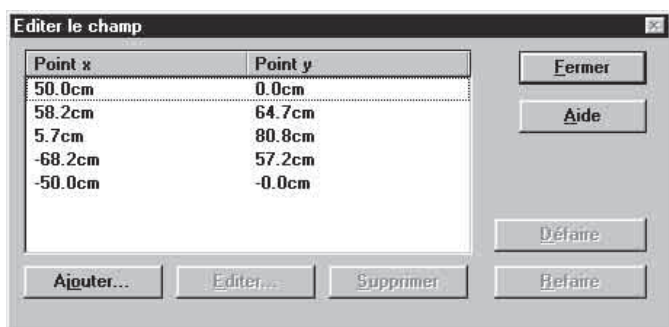 Editer le champ
Point x Point y
50.0cm 0.0cm
58.2cm 64.7cm
5.7cm 80.8cm
-68.2cm 57.2cm
-50.0cm -0.0cm
Fermer
Aide
Défaire
Ajouter... Editer... Supprimer Refaire